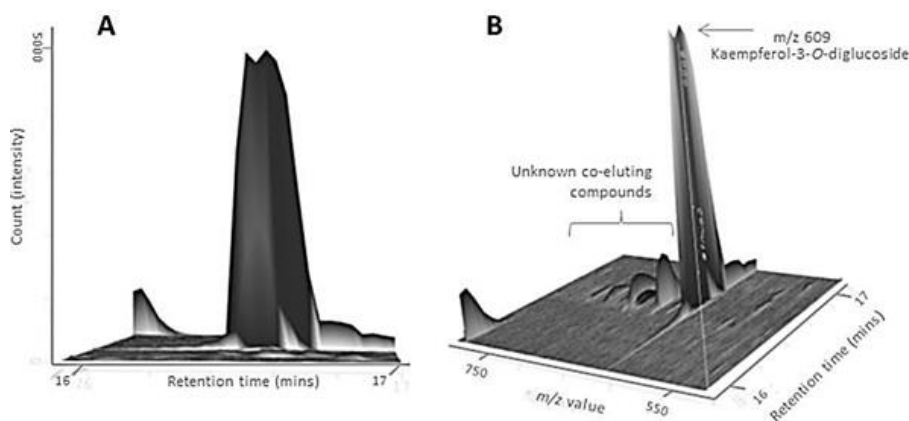 A
5000
Count (intensity)
0
16
Retention time (mins)
17
B
m/z 609
Kaempferol-3-O-diglucoside
Unknown co-eluting
compounds
750
m/z value
550
16
Retention time (mins)
17